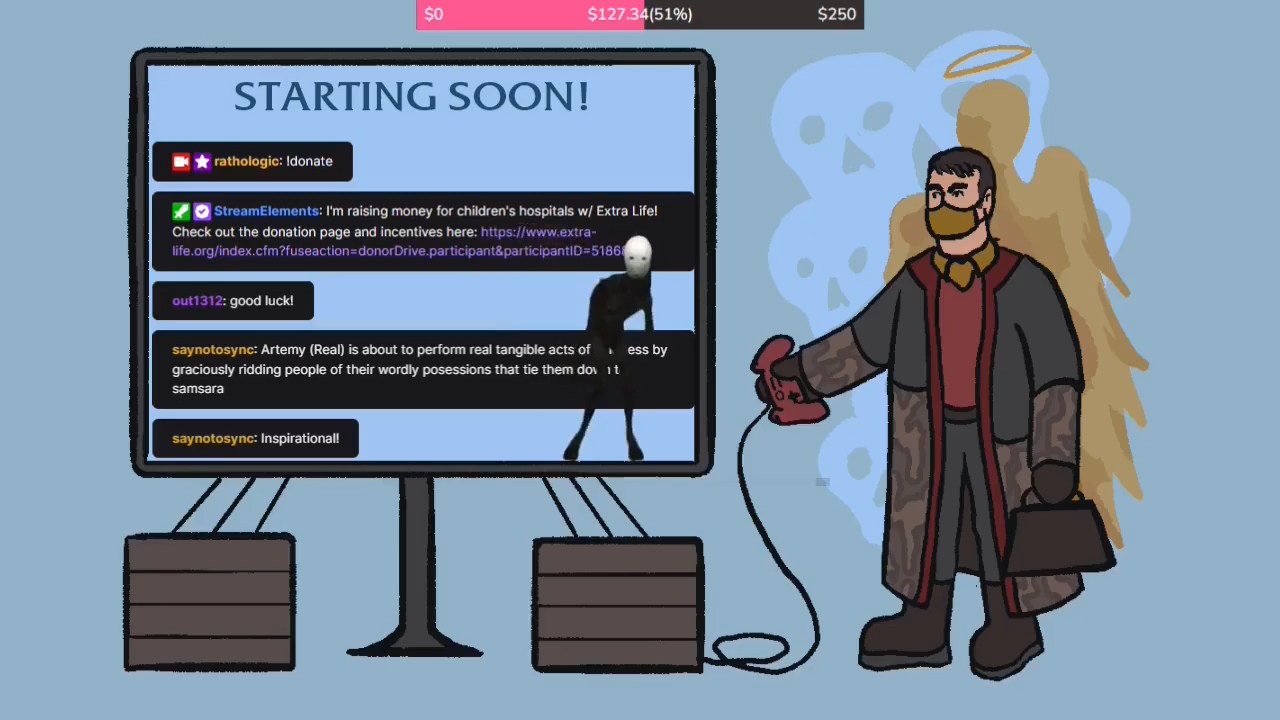 $0 $127.34(51%) $250
STARTING SOON!
rathologic: !donate
StreamElements: I'm raising money for children's hospitals w/ Extra Life!
Check out the donation page and incentives here: https://www.extra-
life.org/index.cfm?fuseaction=donorDrive.participant&participantID=5186
out1312: good luck!
saynotosync: Artemy (Real) is about to perform real tangible acts of by
graciously ridding people of their wordly posessions that tie them down
samsara
saynotosync: Inspirational!